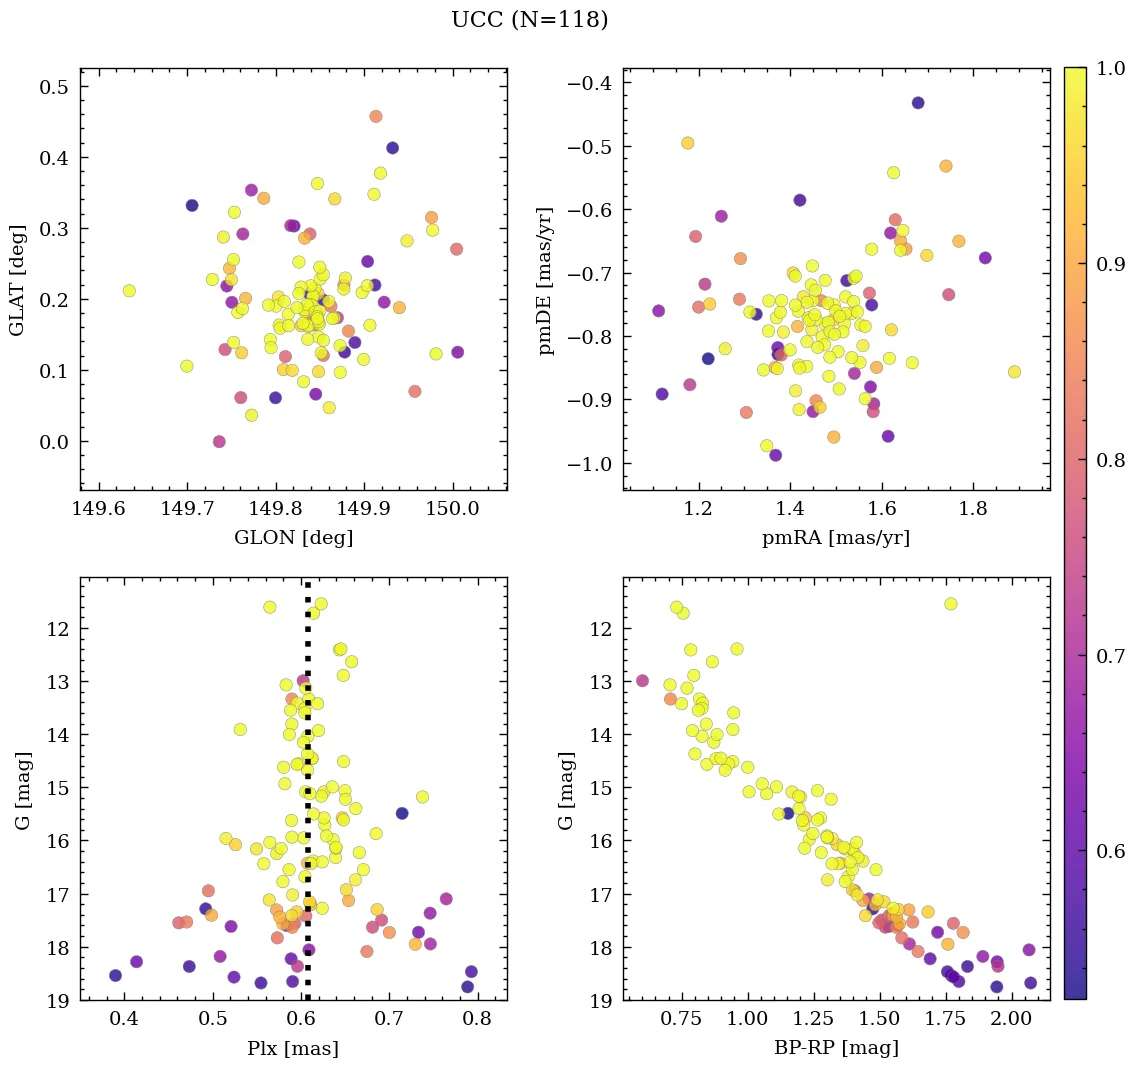 UCC (N=118)
0.5
0.4
0.3
0.2
0.1
0.0
GLAT [deg]
149.6 149.7 149.8 149.9 150.0
GLON [deg]
−0.4
−0.5
−0.6
−0.7
−0.8
−0.9
−1.0
pmDE [mas/yr]
1.2 1.4 1.6 1.8
pmRA [mas/yr]
1.0
0.9
0.8
0.7
0.6
12
13
14
15
16
17
18
19
G [mag]
0.4 0.5 0.6 0.7 0.8
Plx [mas]
12
13
14
15
16
17
18
19
G [mag]
0.75 1.00 1.25 1.50 1.75 2.00
BP-RP [mag]